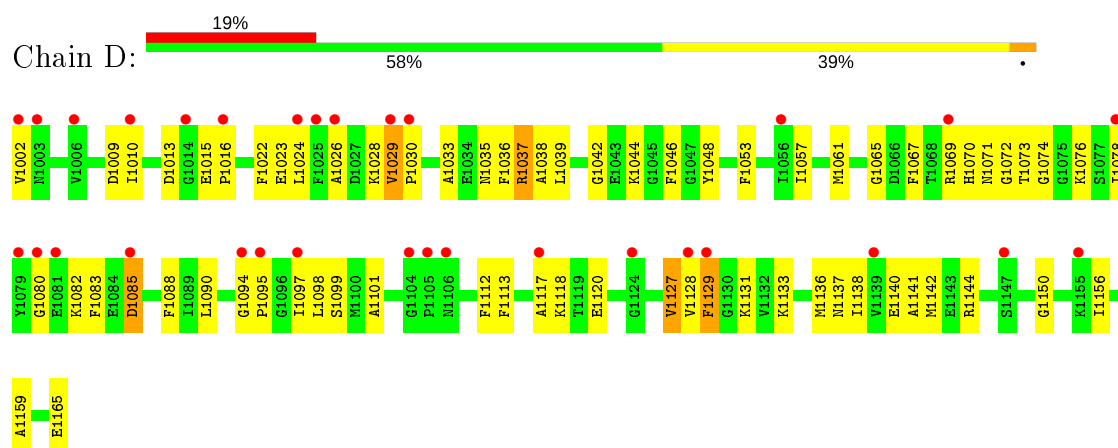 19%
Chain D:
58% 39% •
V1002 N1003 V1006 D1009 I1010 D1013 G1014 E1015 P1016 F1022 E1023 L1024 F1025 A1026 D1027 K1028 V1029 P1030 A1033 E1034 N1035 F1036 R1037 A1038 L1039 G1042 E1043 K1044 G1045 F1046 G1047 Y1048 F1053 I1056 I1057 M1061 G1065 D1066 F1067 T1068 R1069 H1070 N1071 G1072 T1073 G1074 G1075 K1076 S1077 I1078
Y1079 G1080 E1081 K1082 F1083 E1084 D1085 F1088 I1089 L1090 G1094 P1095 G1096 I1097 L1098 S1099 M1100 A1101 G1104 P1105 N1106 F1112 F1113 A1117 K1118 T1119 E1120 G1124 V1127 V1128 F1129 G1130 K1131 V1132 K1133 M1136 N1137 I1138 V1139 E1140 A1141 M1142 E1143 R1144 S1147 G1150 K1155 I1156
A1159 E1165